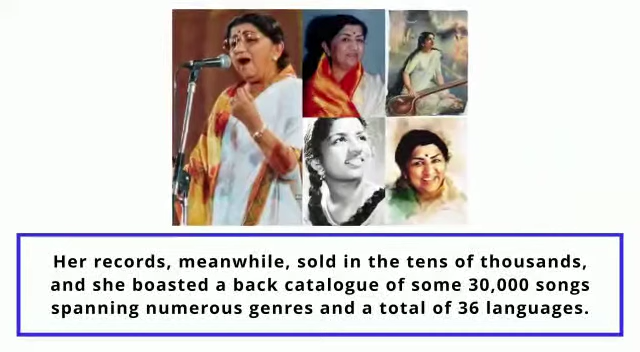 Her records, meanwhile, sold in the tens of thousands,
and she boasted a back catalogue of some 30,000 songs
spanning numerous genres and a total of 36 languages.